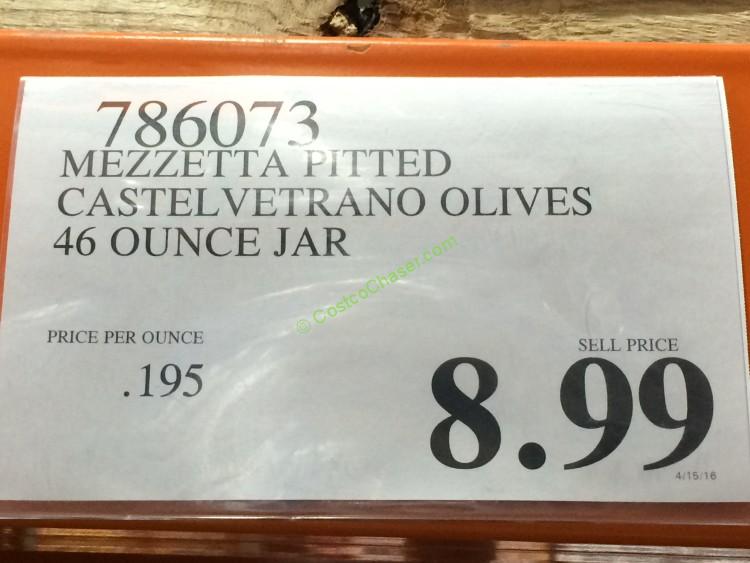 786073
MEZZETTA PITTED
CASTELVETRANO OLIVES
46 OUNCE JAR
© CostcoChaser.com
PRICE PER OUNCE
.195
SELL PRICE
8.99
4/15/16